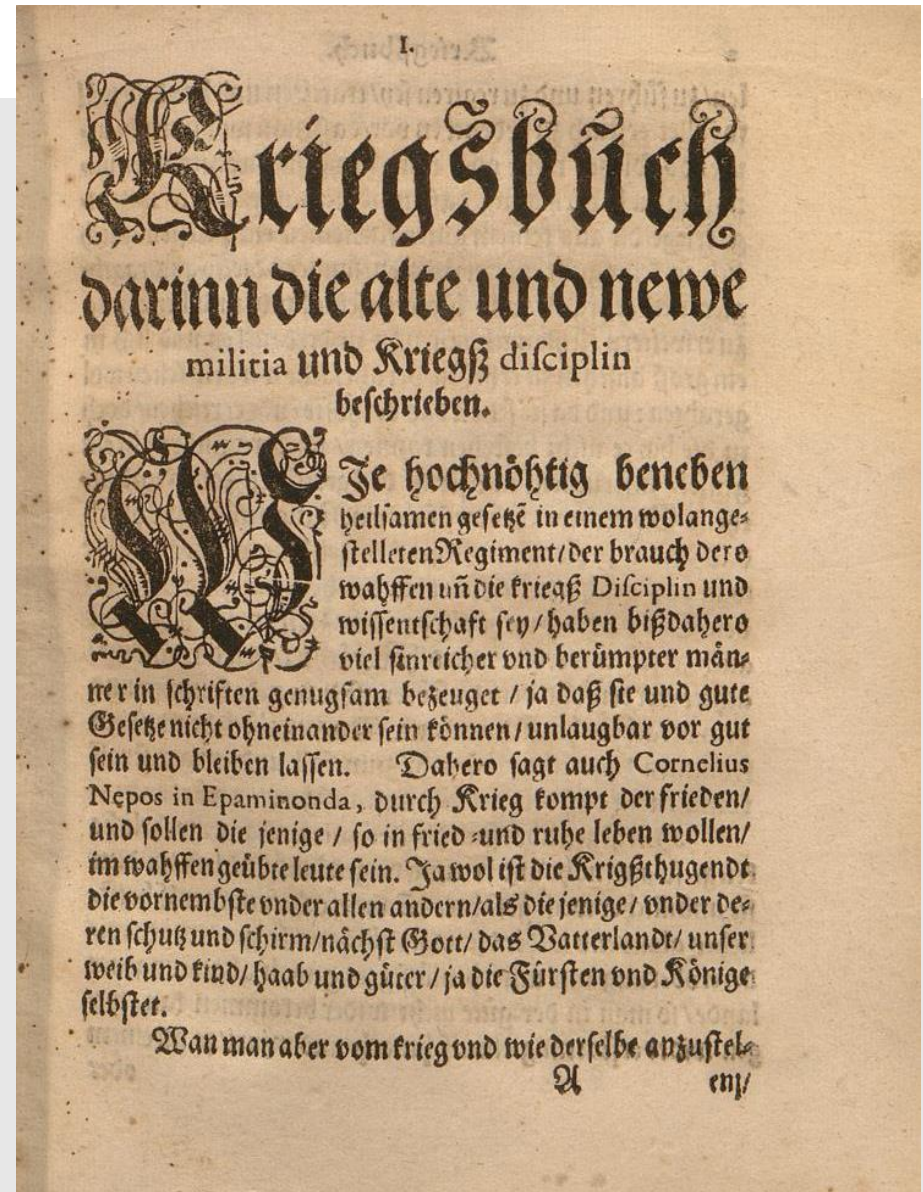 I.
Kriegsbůch
darinn die alte und newe
militia und Kriegß disciplin
beschrieben.
WJe hochnöhtig beneben
heilsamen gesetzē in einem wolange⸗
stelleten Regiment/der brauch dero
wahffen uñ die kriegß Disciplin und
wissentschaft sey/haben bißdahero
viel sinreicher vnd berümpter män⸗
ner in schriften genugsam bezeuget / ja daß sie und gute
Gesetze nicht ohneinander sein können/ unlaugbar vor gut
sein und bleiben lassen. Dahero sagt auch Cornelius
Nępos in Epaminonda, durch Krieg kompt der frieden/
und sollen die jenige / so in fried⸗und ruhe leben wollen/
im wahffen geübte leute sein. Ja wol ist die Krigßthugendt
die vornembste vnder allen andern/als die jenige/ vnder de⸗
ren schutz und schirm/nächst Gott/ das Vatterlandt/ unser
weib und kind/ haab und güter / ja die Fürsten vnd Könige
selbstet.
Wan man aber vom krieg vnd wie derselbe anzustel⸗
A en/